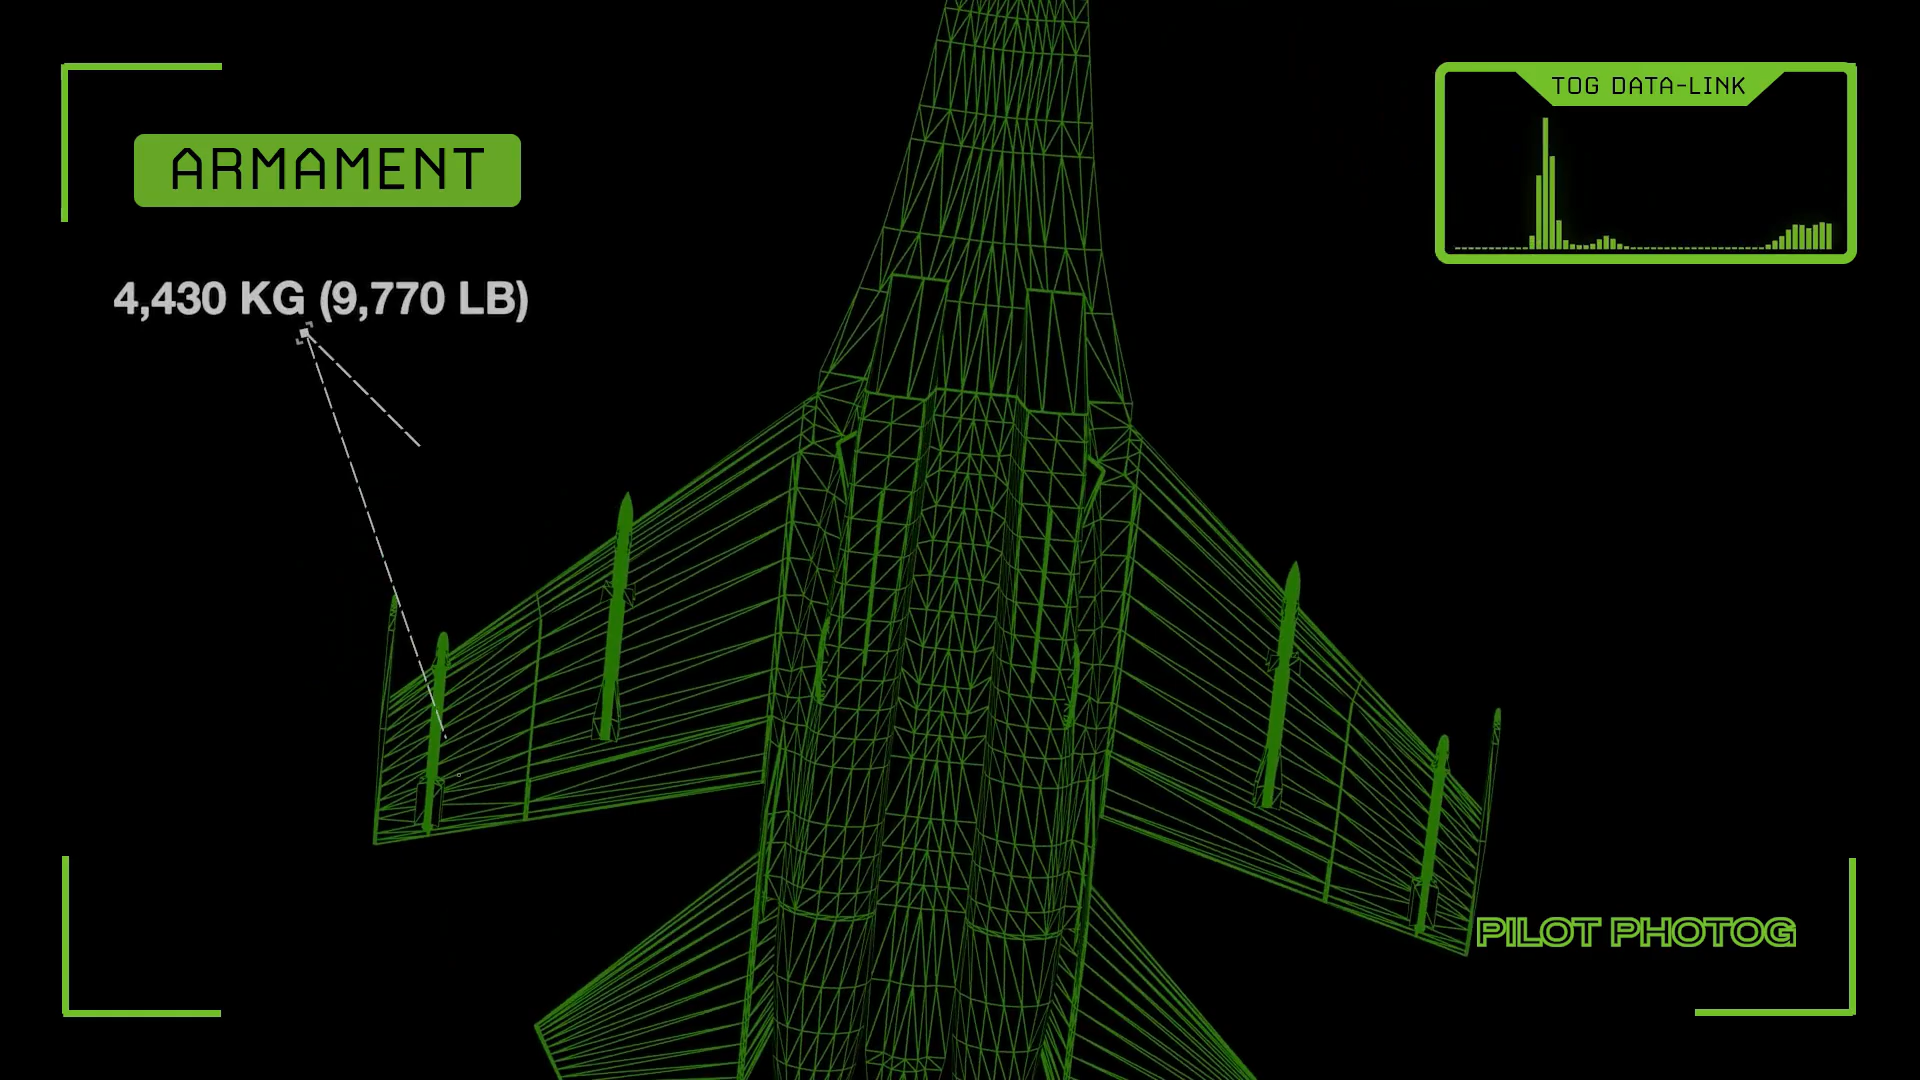 ARMAMENT
TOG DATA-LINK
4,430 KG (9,770 LB)
PILOT PHOTOG